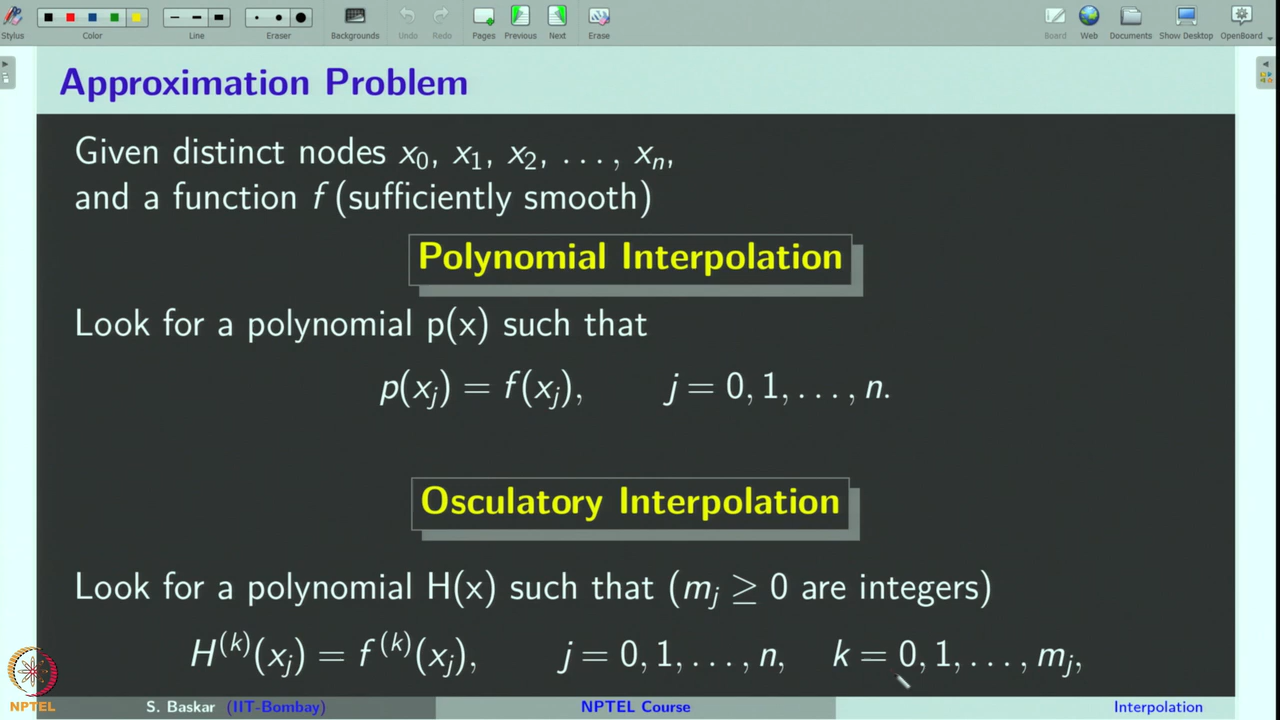 Stylus Color Line Eraser Backgrounds Undo Redo Pages Previous Next Erase Board Web Documents Show Desktop OpenBoard
Approximation Problem
Given distinct nodes x₀, x₁, x₂, . . . , xₙ,
and a function f (sufficiently smooth)
Polynomial Interpolation
Look for a polynomial p(x) such that
p(xⱼ) = f(xⱼ), j = 0, 1, . . . , n.
Osculatory Interpolation
Look for a polynomial H(x) such that (mⱼ ≥ 0 are integers)
H⁽ᵏ⁾(xⱼ) = f⁽ᵏ⁾(xⱼ), j = 0, 1, . . . , n, k = 0, 1, . . . , mⱼ,
NPTEL
S. Baskar (IIT-Bombay) NPTEL Course Interpolation